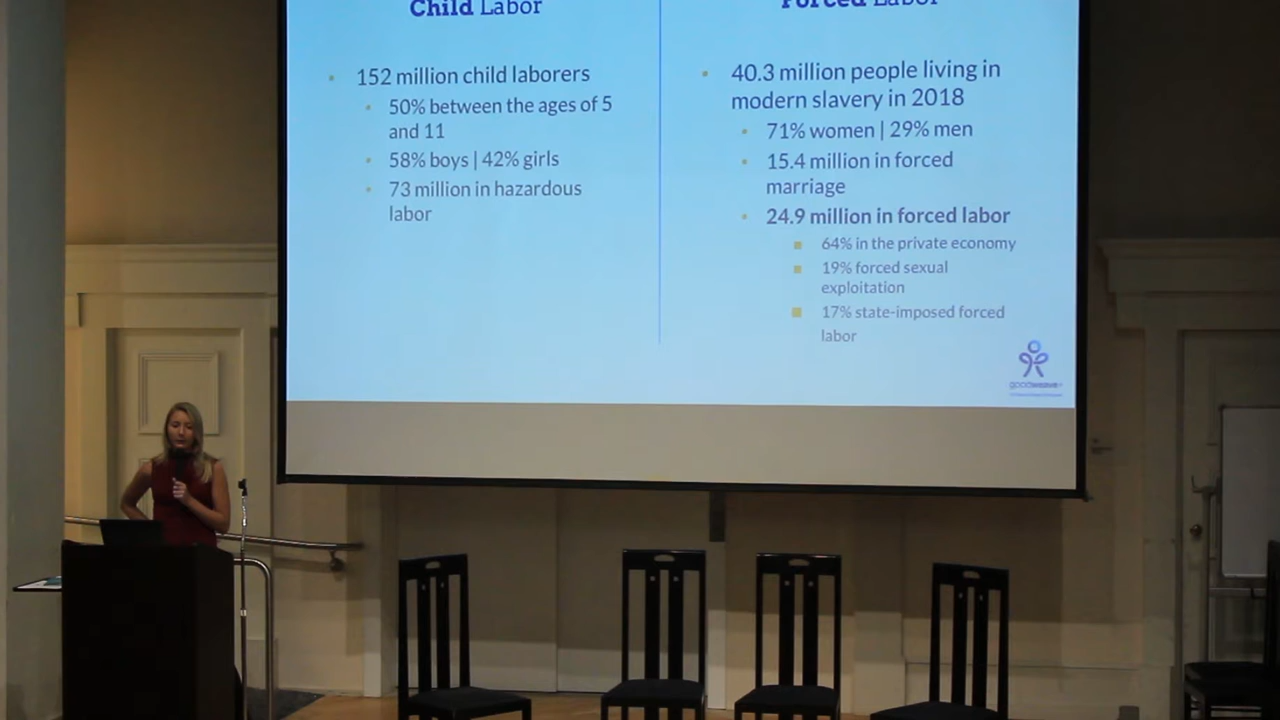 Child Labor
152 million child laborers
50% between the ages of 5
and 11
58% boys | 42% girls
73 million in hazardous
labor
Forced Labor
40.3 million people living in
modern slavery in 2018
71% women | 29% men
15.4 million in forced
marriage
24.9 million in forced labor
64% in the private economy
19% forced sexual
exploitation
17% state-imposed forced
labor
goodweave